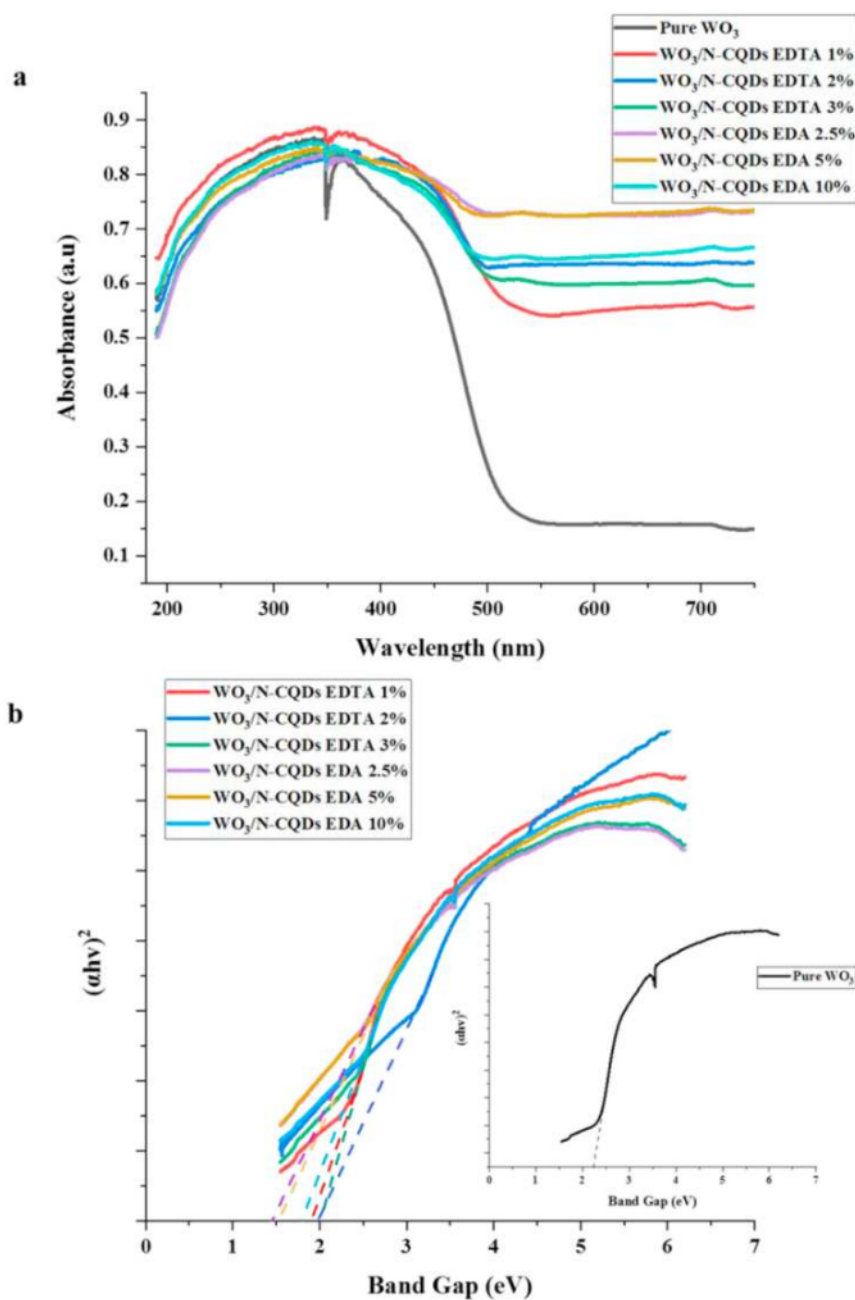 a
Pure WO₃
WO₃/N-CQDs EDTA 1%
WO₃/N-CQDs EDTA 2%
WO₃/N-CQDs EDTA 3%
WO₃/N-CQDs EDA 2.5%
WO₃/N-CQDs EDA 5%
WO₃/N-CQDs EDA 10%
Absorbance (a.u)
0.9
0.8
0.7
0.6
0.5
0.4
0.3
0.2
0.1
200 300 400 500 600 700
Wavelength (nm)
b
WO₃/N-CQDs EDTA 1%
WO₃/N-CQDs EDTA 2%
WO₃/N-CQDs EDTA 3%
WO₃/N-CQDs EDA 2.5%
WO₃/N-CQDs EDA 5%
WO₃/N-CQDs EDA 10%
(αhv)²
0 1 2 3 4 5 6 7
Band Gap (eV)
Pure WO₃
(αhv)²
0 1 2 3 4 5 6 7
Band Gap (eV)